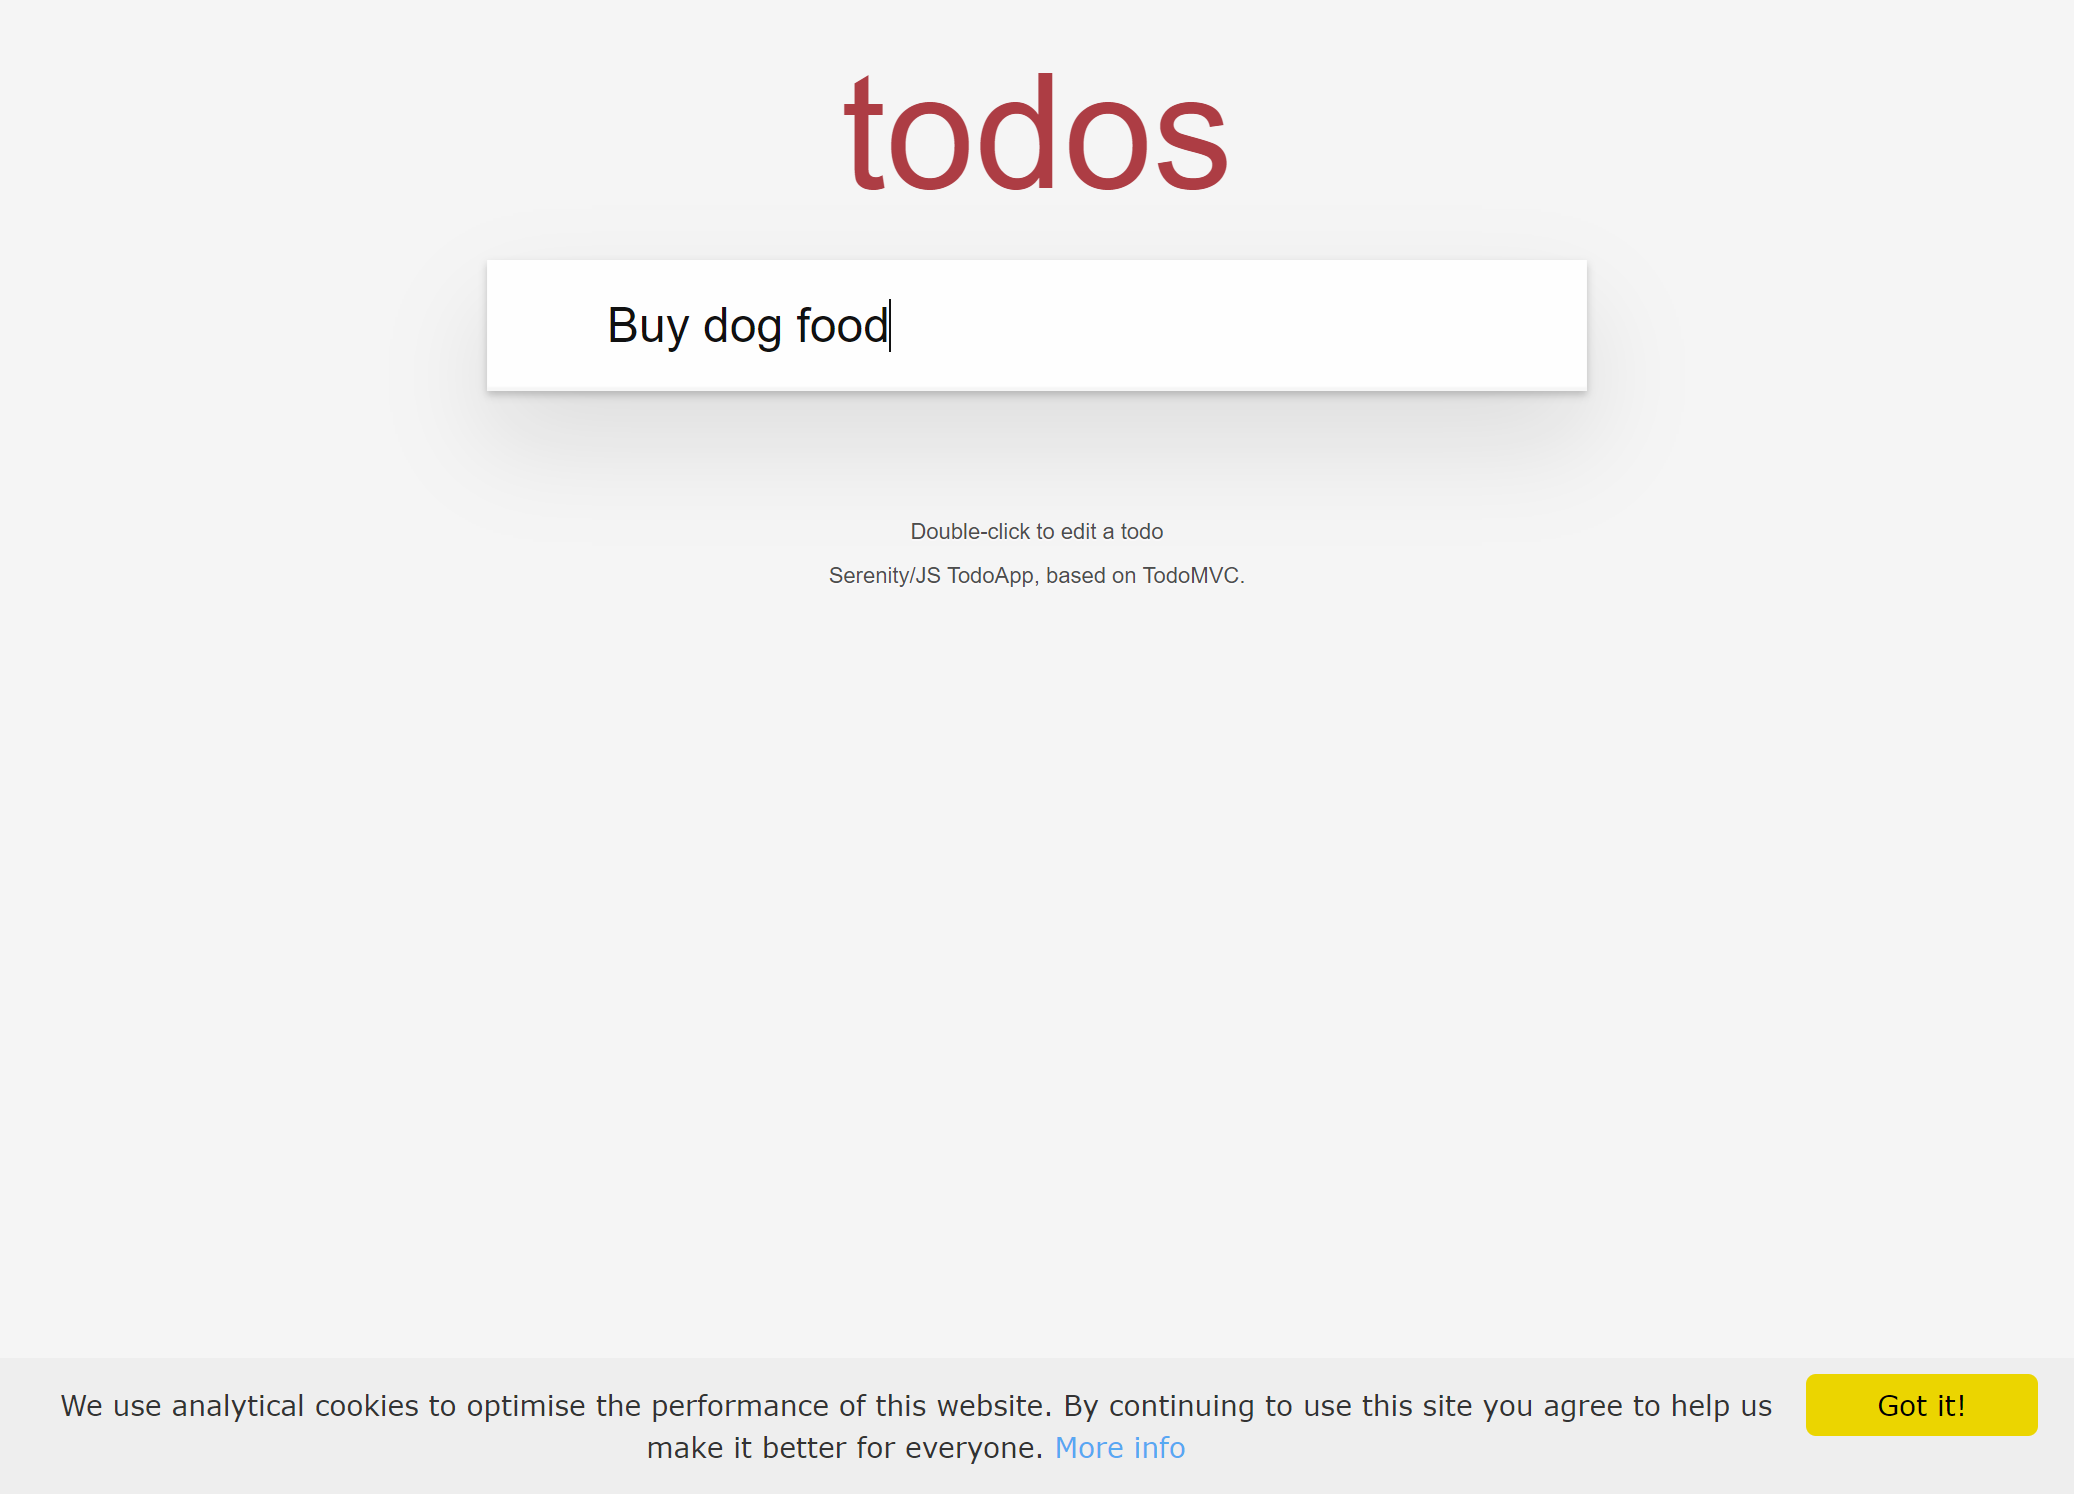 todos
Buy dog food
Double-click to edit a todo
Serenity/JS TodoApp, based on TodoMVC.
We use analytical cookies to optimise the performance of this website. By continuing to use this site you agree to help us
make it better for everyone. More info
Got it!